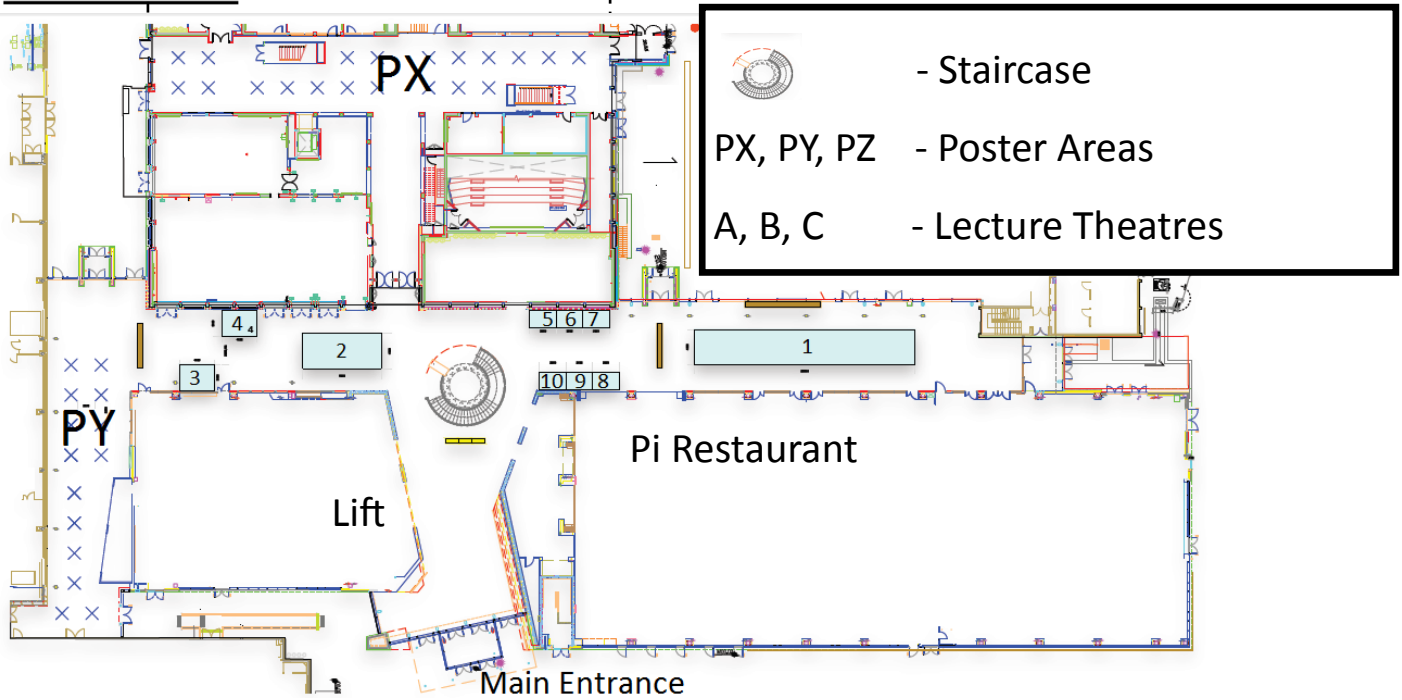 PX
- Staircase
PX, PY, PZ - Poster Areas
A, B, C - Lecture Theatres
4 4
5 6 7
2
1
3
10 9 8
PY
Pi Restaurant
Lift
Main Entrance